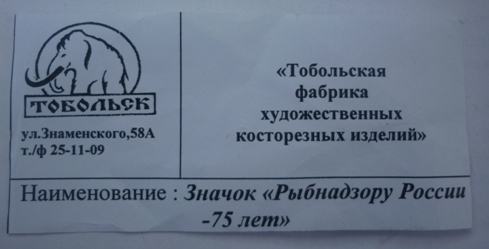 ТОБОЛЬСК
ул.Знаменского,58А
т./ф 25-11-09
«Тобольская
фабрика
художественных
косторезных изделий»
Наименование : Значок «Рыбнадзору России
-75 лет»